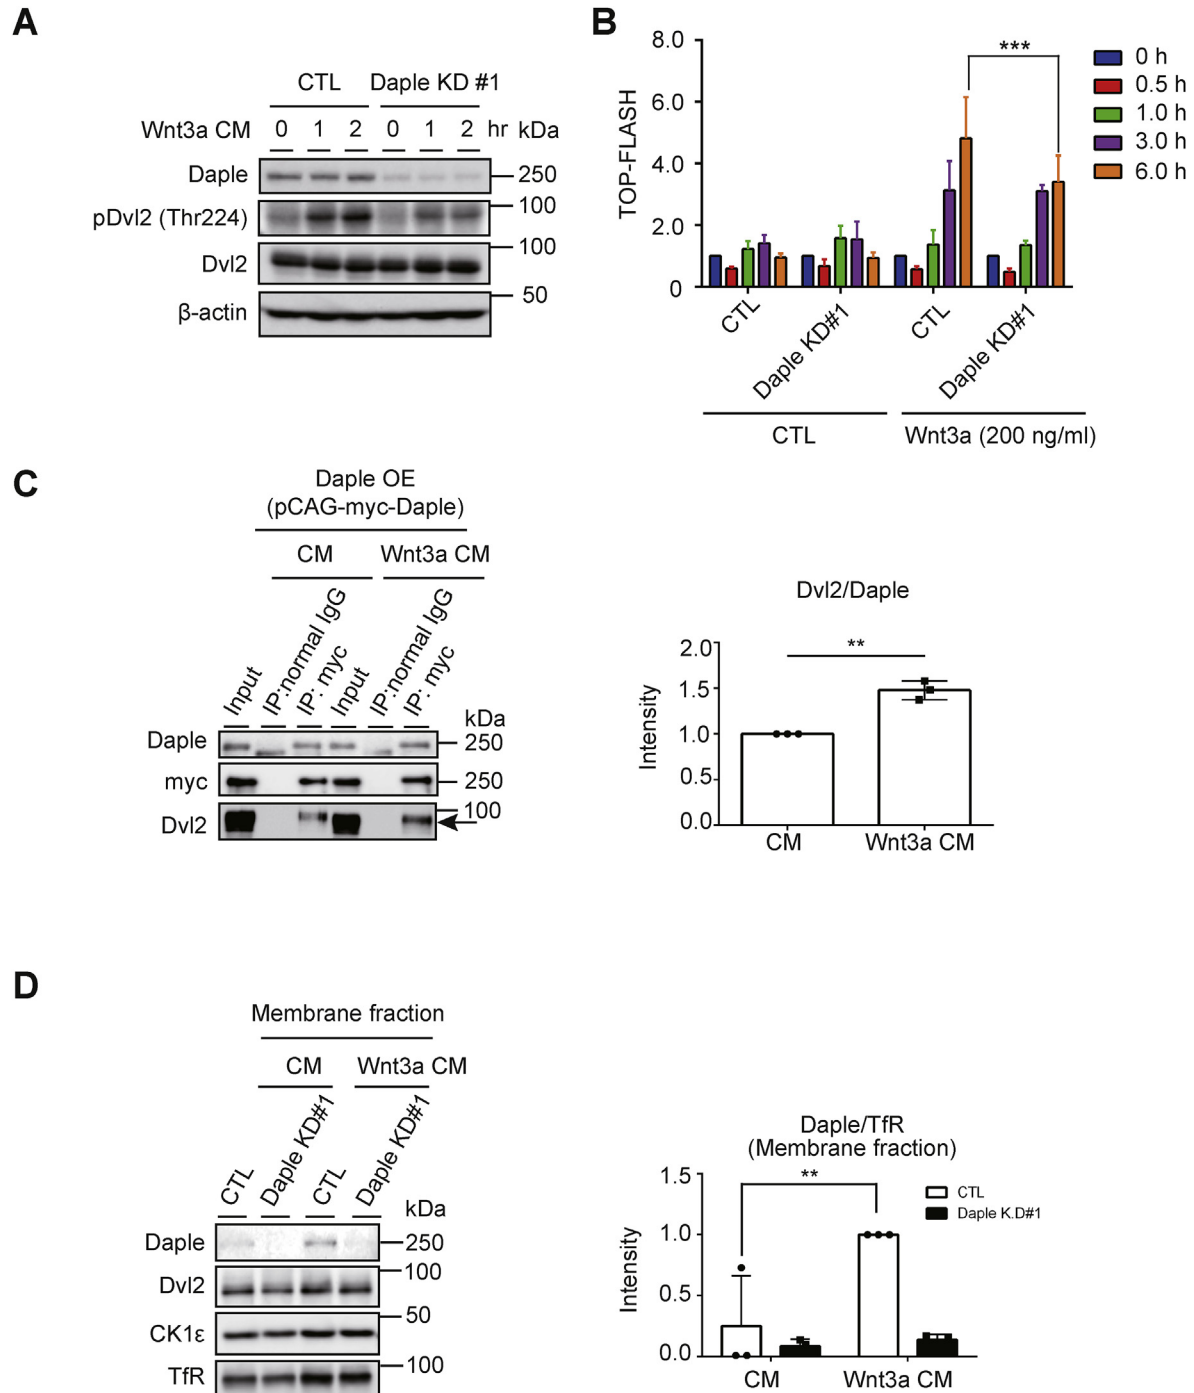 A
CTL Daple KD #1
Wnt3a CM 0 1 2 0 1 2 hr kDa
Daple 250
pDvl2 (Thr224) 100
Dvl2 100
β-actin 50
B
TOP-FLASH
8.0
6.0
4.0
2.0
0
***
0 h
0.5 h
1.0 h
3.0 h
6.0 h
CTL Daple KD#1 CTL Daple KD#1
CTL Wnt3a (200 ng/ml)
C
Daple OE
(pCAG-myc-Daple)
CM Wnt3a CM
Input IP:normal IgG IP: myc Input IP:normal IgG IP: myc
kDa
Daple 250
myc 250
Dvl2 100
Dvl2/Daple
Intensity
2.0
1.5
1.0
0.5
0.0
**
CM Wnt3a CM
D
Membrane fraction
CM Wnt3a CM
CTL Daple KD#1 CTL Daple KD#1
kDa
Daple 250
Dvl2 100
CK1ε 50
TfR 100
Daple/TfR
(Membrane fraction)
Intensity
1.5
1.0
0.5
0.0
**
CTL
Daple K.D#1
CM Wnt3a CM